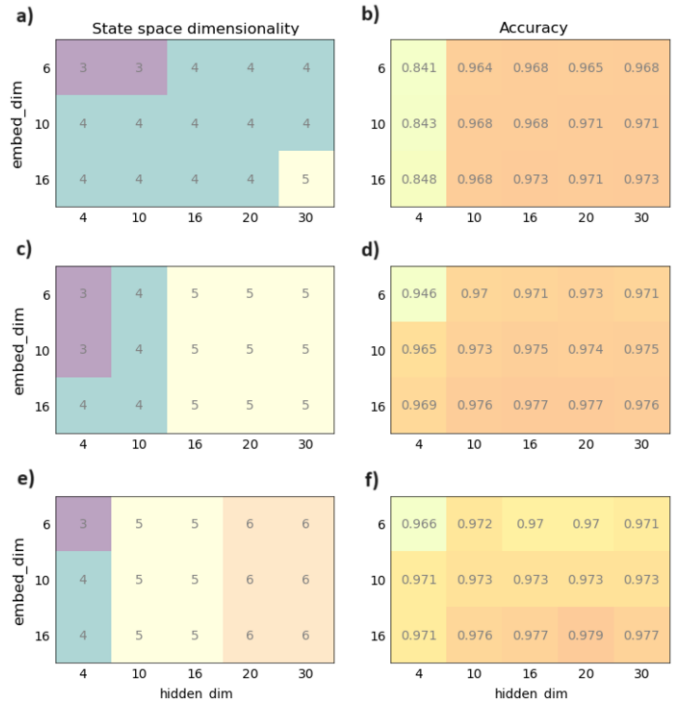 a) b)
State space dimensionality Accuracy
embed_dim
6 3 3 4 4 4 6 0.841 0.964 0.968 0.965 0.968
10 4 4 4 4 4 10 0.843 0.968 0.968 0.971 0.971
16 4 4 4 4 5 16 0.848 0.968 0.973 0.971 0.973
4 10 16 20 30 4 10 16 20 30
c) d)
embed_dim
6 3 4 5 5 5 6 0.946 0.97 0.971 0.973 0.971
10 3 4 5 5 5 10 0.965 0.973 0.975 0.974 0.975
16 4 4 5 5 5 16 0.969 0.976 0.977 0.977 0.976
4 10 16 20 30 4 10 16 20 30
e) f)
embed_dim
6 3 5 5 6 6 6 0.966 0.972 0.97 0.97 0.971
10 4 5 5 6 6 10 0.971 0.973 0.973 0.973 0.973
16 4 5 5 6 6 16 0.971 0.976 0.977 0.979 0.977
4 10 16 20 30 4 10 16 20 30
hidden_dim hidden_dim